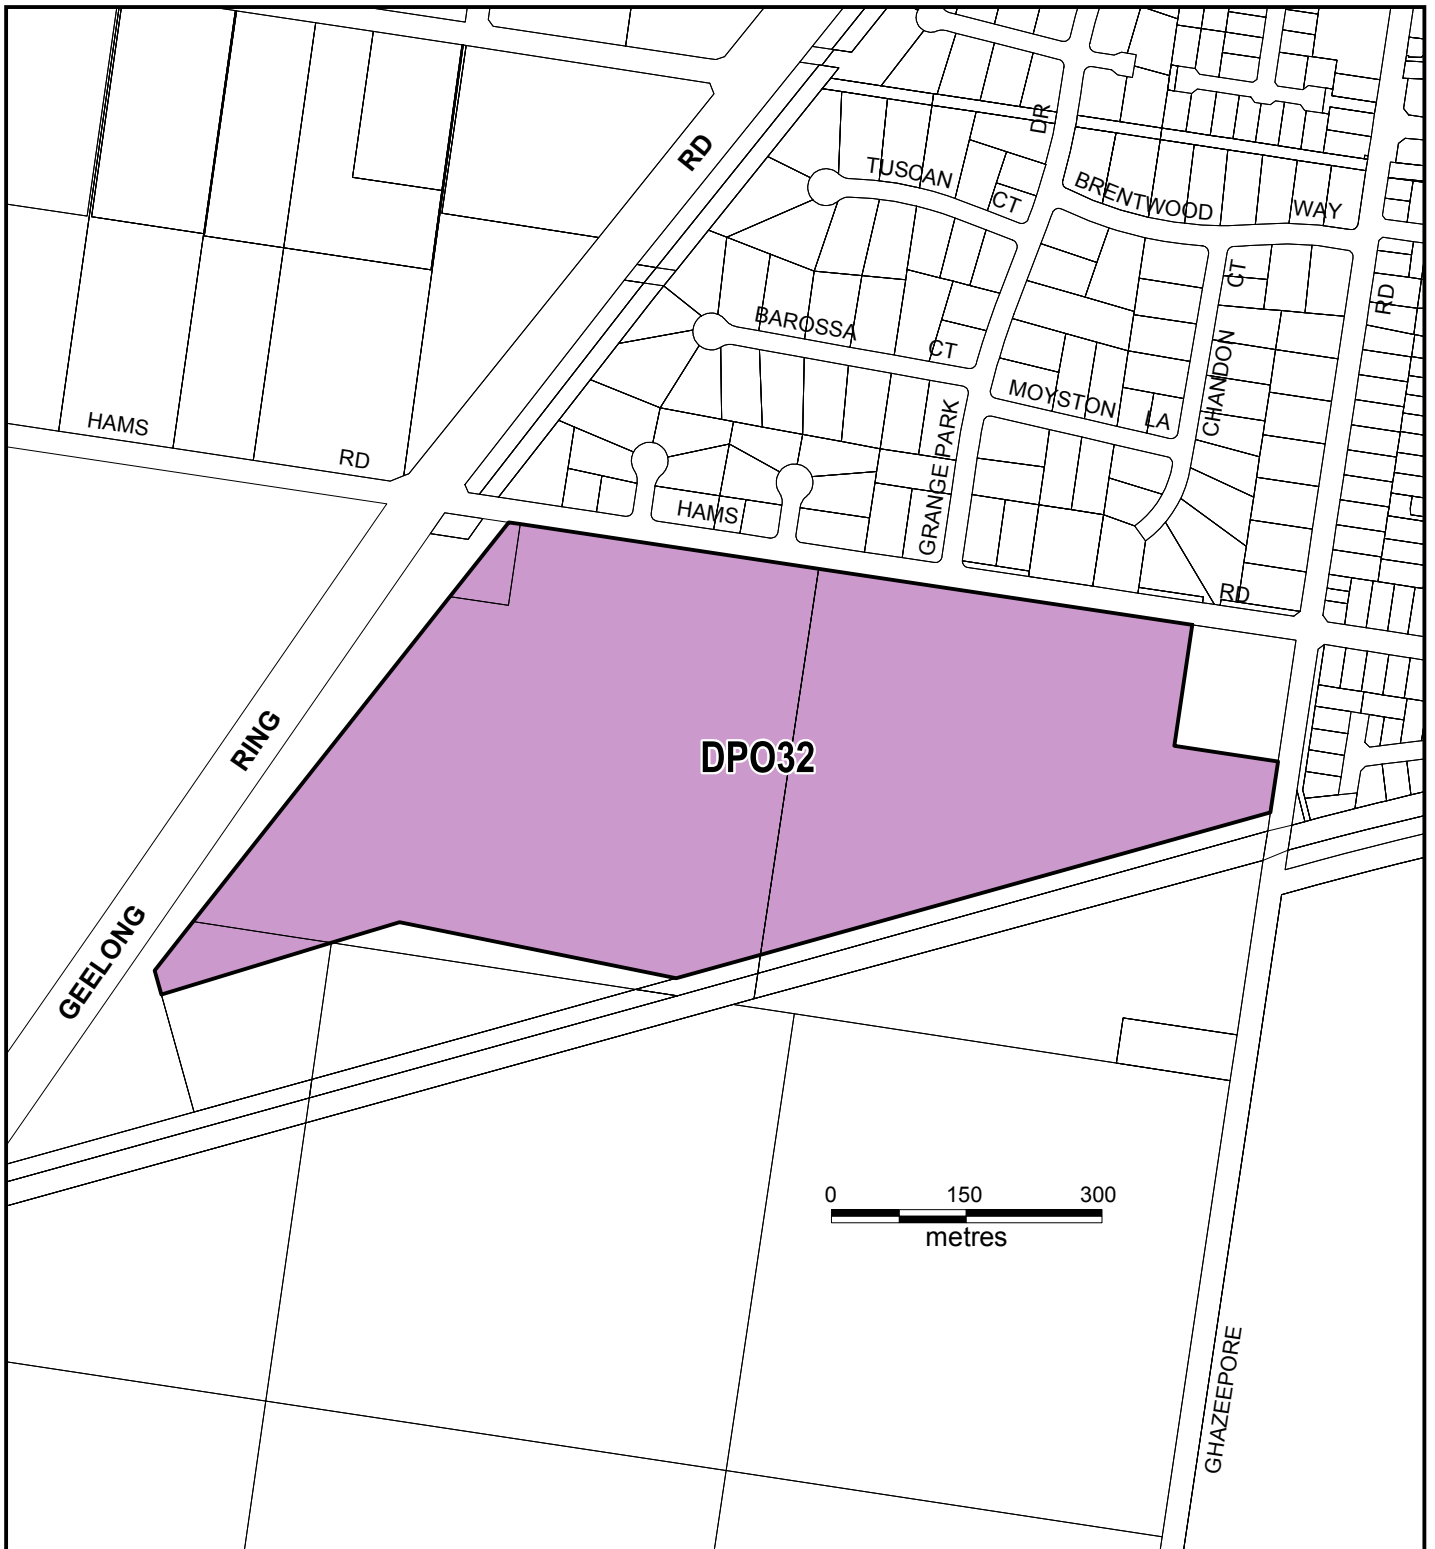 DR
RD
TUSCAN
CT
BRENTWOOD
WAY
CT
RD
BAROSSA
CT
CHANDON
MOYSTON
LA
HAMS
RD
GRANGE PARK
HAMS
RD
RING
DPO32
GEELONG
0 150 300
metres
GHAZEEPORE